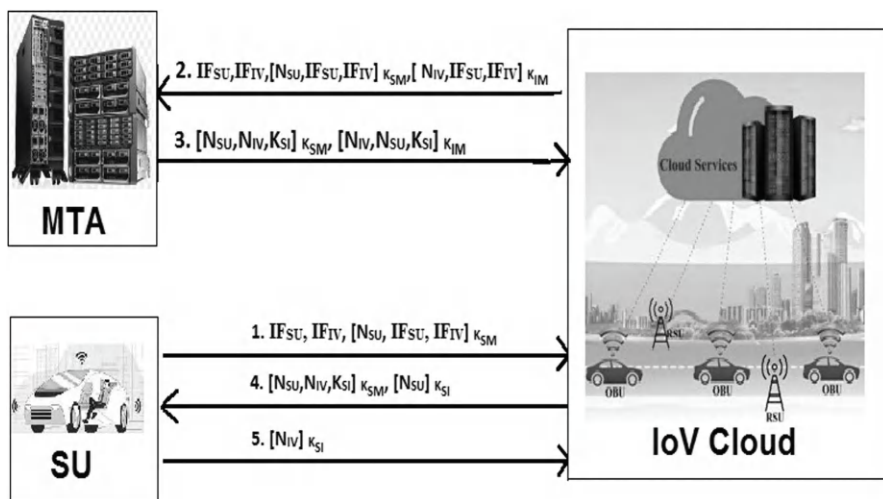 2. IFSU,IFIV,[NSU,IFSU,IFIV] KSM,[ NIV,IFSU,IFIV] KIM
3. [NSU,NIV,KSI] KSM, [NIV,NSU,KSI] KIM
MTA
Cloud Services
1. IFSU, IFIV, [NSU, IFSU, IFIV] KSM
4. [NSU,NIV,KSI] KSM, [NSU] KSI
5. [NIV] KSI
SU
RSU
OBU
OBU
OBU
RSU
IoV Cloud